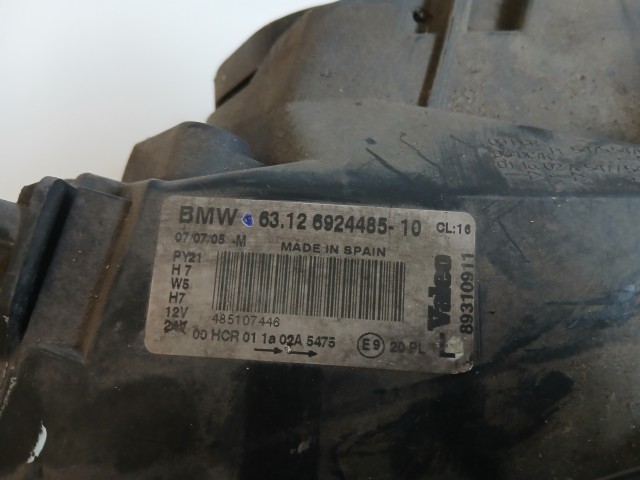 BMW 63.12 6924485-10 CL:16
07/07/05 -M MADE IN SPAIN
PY21
H7
W5
H7
12V
485107446
00 HCR 01 1a 02A 5475 E9 20 PL
Valeo
89310911